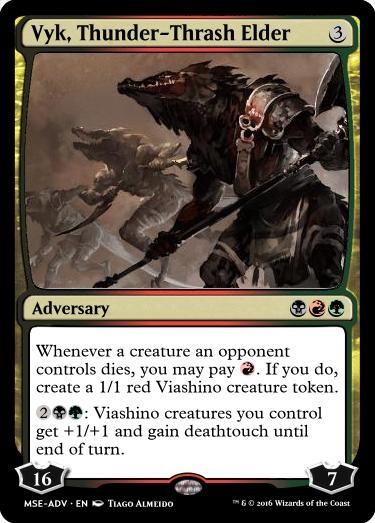 Vyk, Thunder-Thrash Elder 3
Adversary
Whenever a creature an opponent
controls dies, you may pay R. If you do,
create a 1/1 red Viashino creature token.
2BG: Viashino creatures you control
get +1/+1 and gain deathtouch until
end of turn.
16 7
MSE-ADV • EN Tiago Almeido ™ & © 2016 Wizards of the Coast